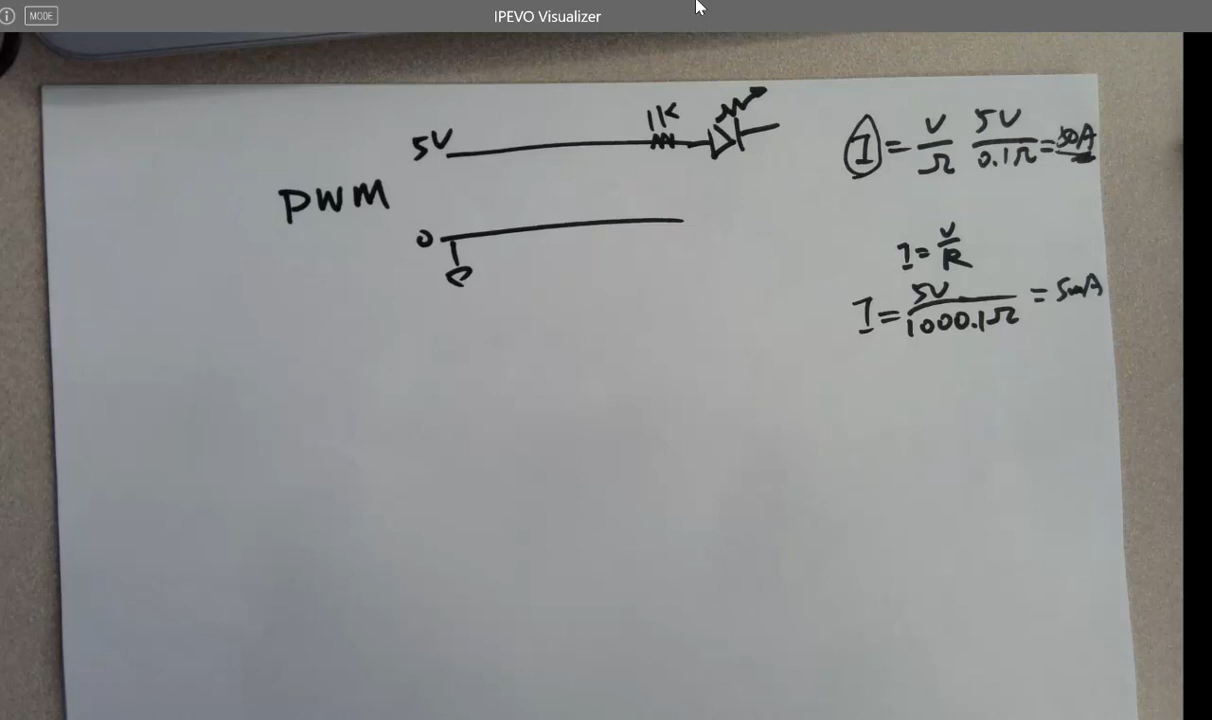 MODE
IPEVO Visualizer
1K
5V
PWM
0
I = V/Ω 5V/0.1Ω = 50A
I = V/R
I = 5V/1000.1Ω = 5mA